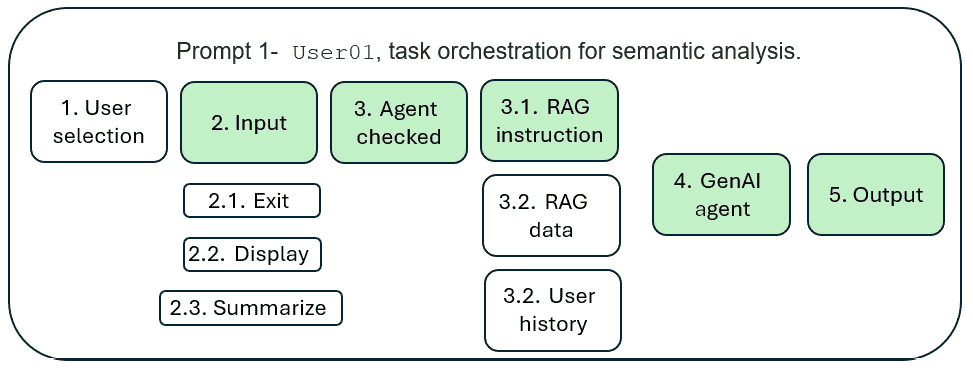 Prompt 1- User01, task orchestration for semantic analysis.
1. User
selection
2. Input
3. Agent
checked
3.1. RAG
instruction
2.1. Exit
2.2. Display
2.3. Summarize
3.2. RAG
data
3.2. User
history
4. GenAI
agent
5. Output